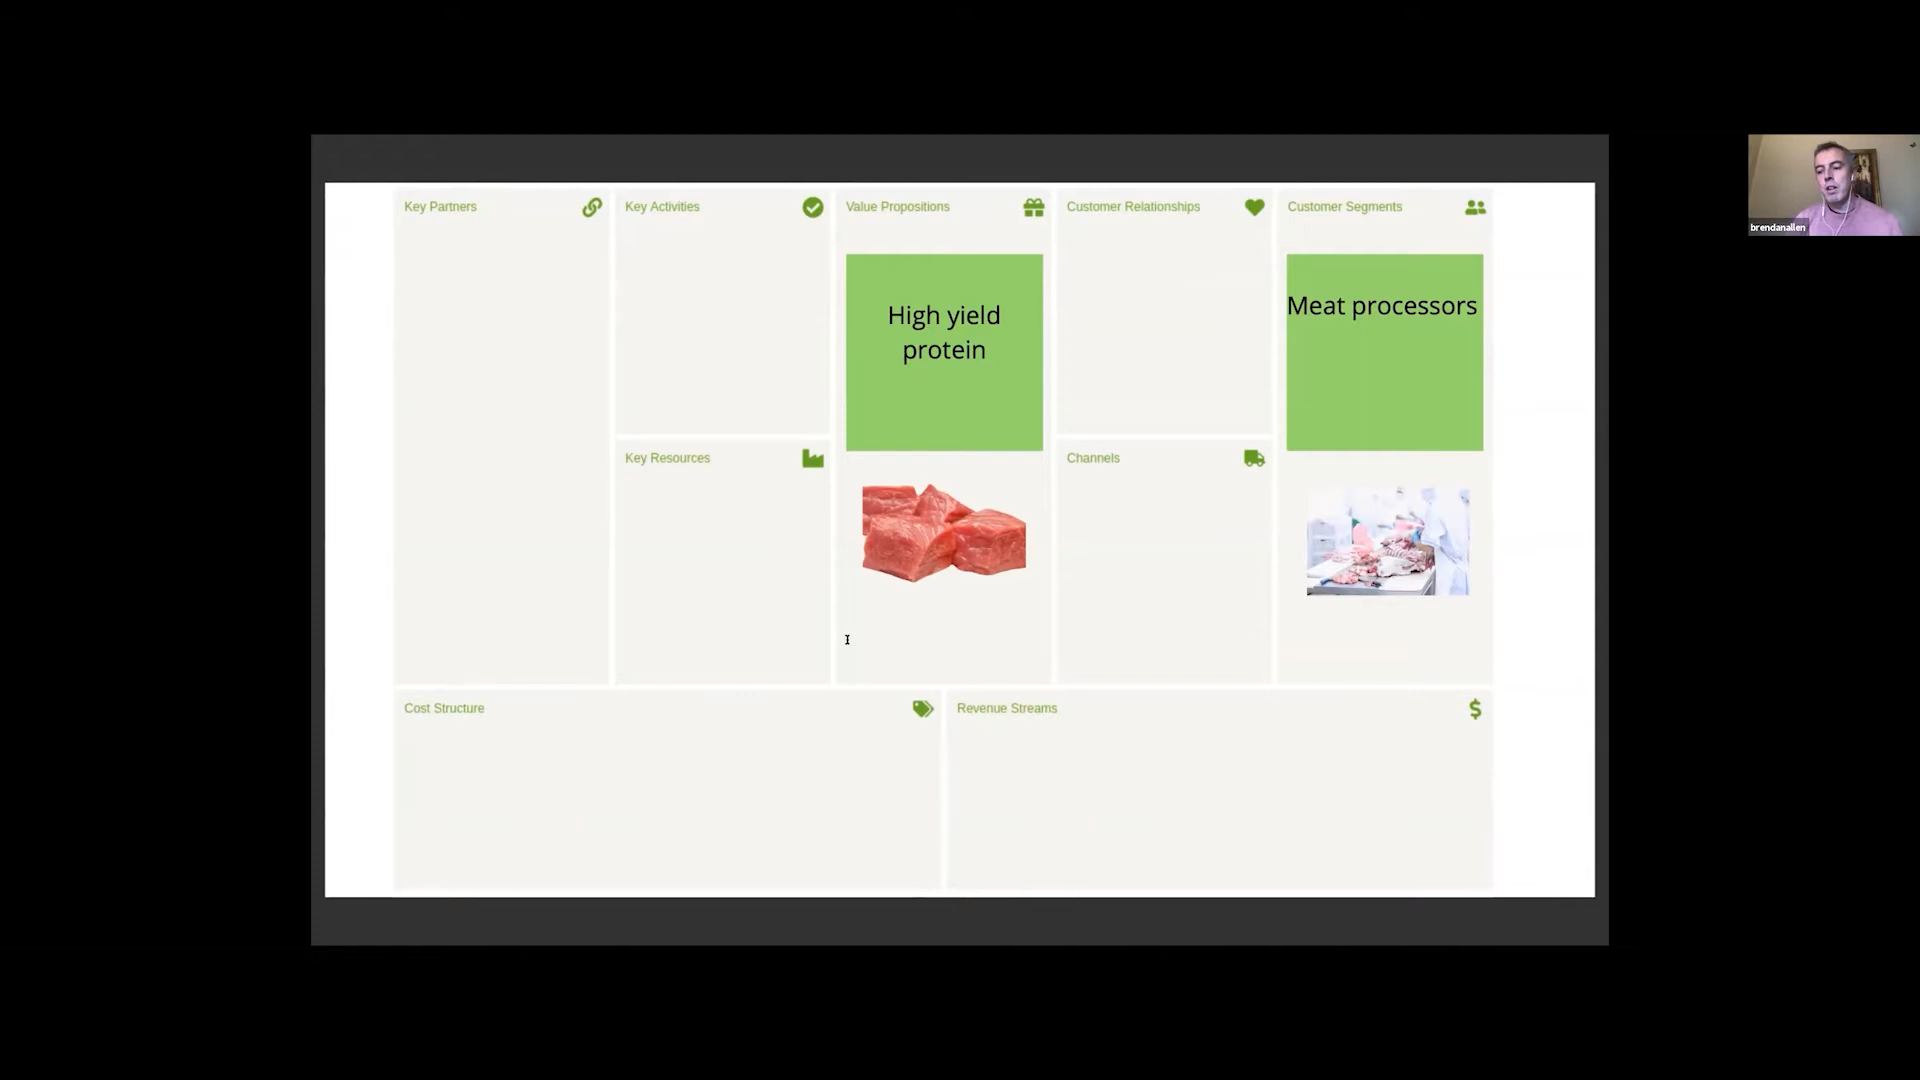 Key Partners
Key Activities
Value Propositions
Customer Relationships
Customer Segments
High yield
protein
Meat processors
Key Resources
Channels
Cost Structure
Revenue Streams
$
brendanallen